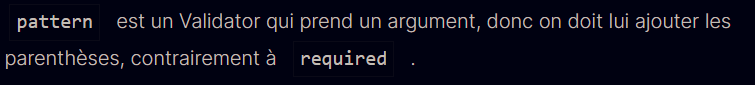 pattern est un Validator qui prend un argument, donc on doit lui ajouter les
parenthèses, contrairement à required .